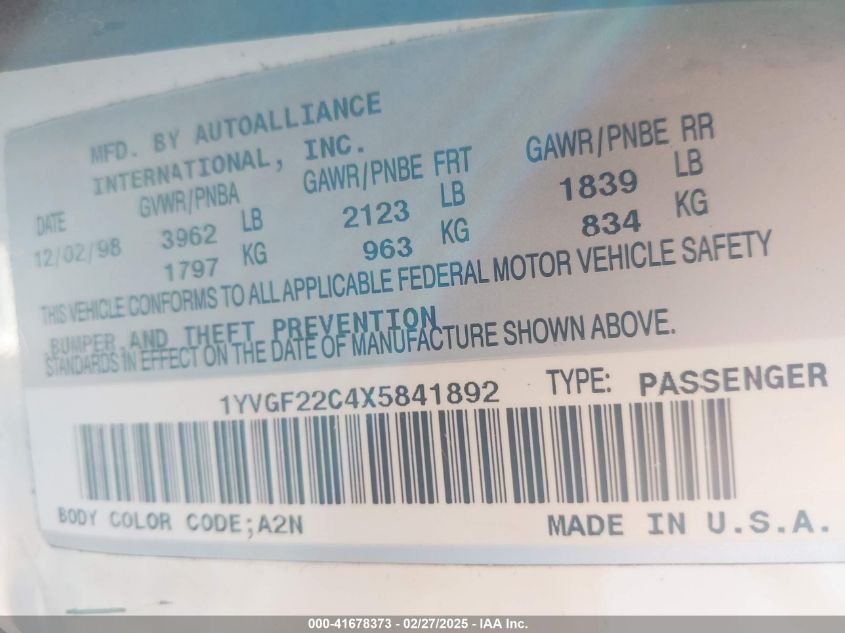 MFD. BY AUTOALLIANCE
INTERNATIONAL, INC.
DATE GVWR/PNBA GAWR/PNBE FRT GAWR/PNBE RR
12/02/98 3962 LB 2123 LB 1839 LB
1797 KG 963 KG 834 KG
THIS VEHICLE CONFORMS TO ALL APPLICABLE FEDERAL MOTOR VEHICLE SAFETY
,BUMPER,AND THEFT PREVENTION
STANDARDS IN EFFECT ON THE DATE OF MANUFACTURE SHOWN ABOVE.
1YVGF22C4X5841892 TYPE: PASSENGER
BODY COLOR CODE;A2N MADE IN U.S.A.
000-41678373 - 02/27/2025 - IAA Inc.